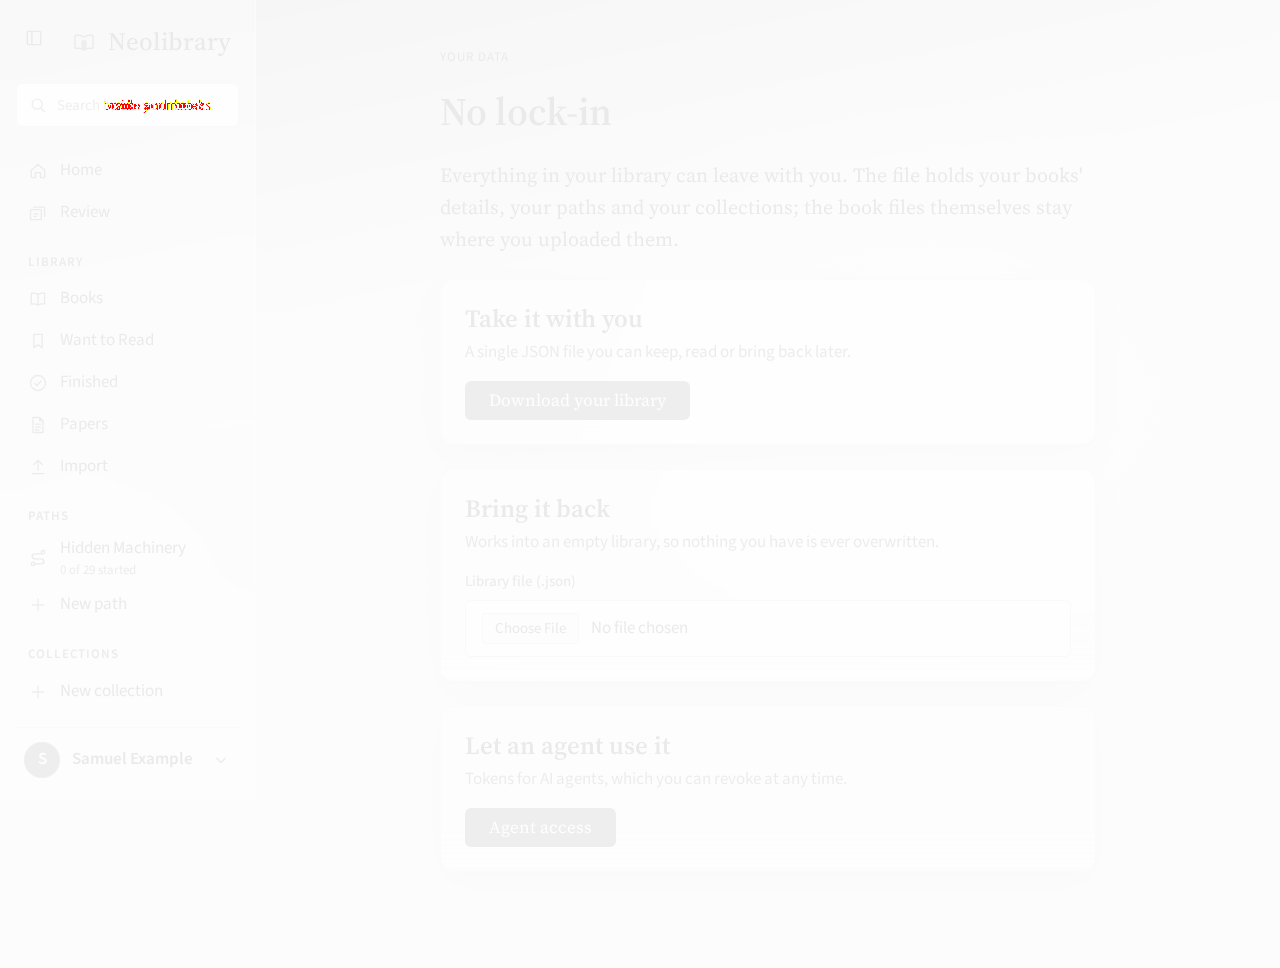 Neolibrary
Search
Home
Review
LIBRARY
Books
Want to Read
Finished
Papers
Import
PATHS
Hidden Machinery
0 of 29 started
New path
COLLECTIONS
New collection
S
Samuel Example
YOUR DATA
No lock-in
Everything in your library can leave with you. The file holds your books'
details, your paths and your collections; the book files themselves stay
where you uploaded them.
Take it with you
A single JSON file you can keep, read or bring back later.
Download your library
Bring it back
Works into an empty library, so nothing you have is ever overwritten.
Library file (.json)
Choose File
No file chosen
Let an agent use it
Tokens for AI agents, which you can revoke at any time.
Agent access